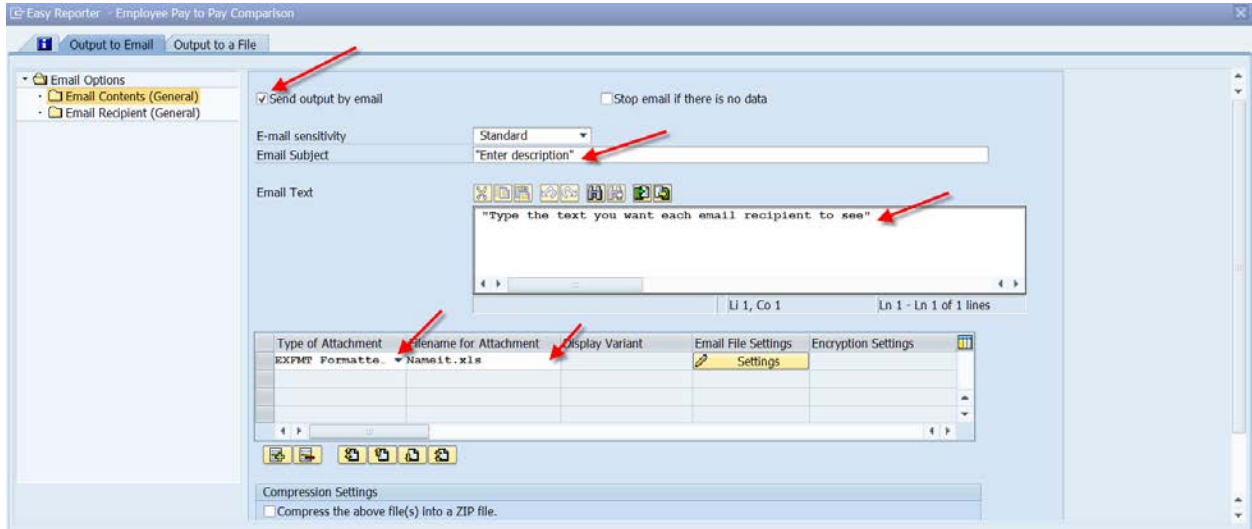 Easy Reporter - Employee Pay to Pay Comparison
Output to Email Output to a File
Email Options
Email Contents (General)
Email Recipient (General)
Send output by email Stop email if there is no data
E-mail sensitivity Standard
Email Subject "Enter description"
Email Text
"Type the text you want each email recipient to see"
Li 1, Co 1 Ln 1 - Ln 1 of 1 lines
Type of Attachment Filename for Attachment Display Variant Email File Settings Encryption Settings
EXFMT Formatte.. Nameit.xls Settings
Compression Settings
Compress the above file(s) into a ZIP file.